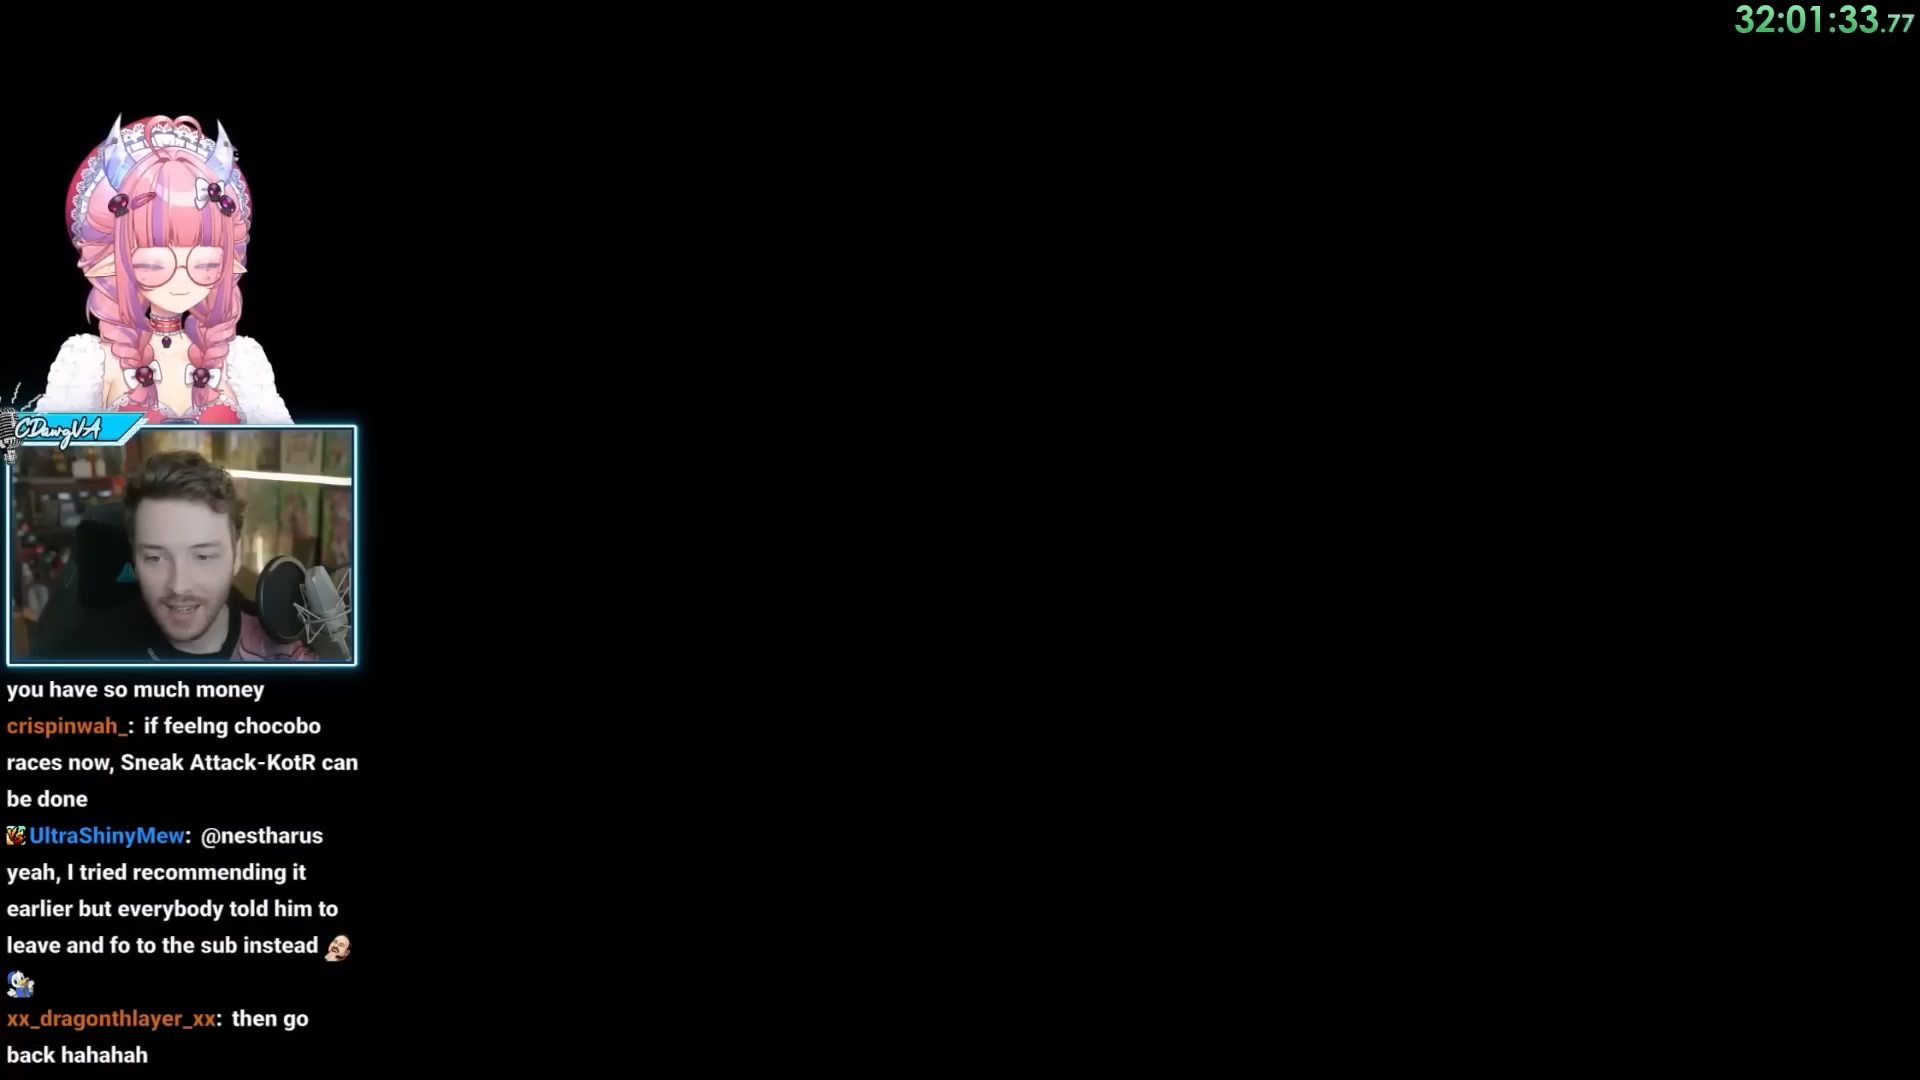 32:01:33.77
CDawgVA
you have so much money
crispinwah_: if feelng chocobo
races now, Sneak Attack-KotR can
be done
UltraShinyMew: @nestharus
yeah, I tried recommending it
earlier but everybody told him to
leave and fo to the sub instead
xx_dragonthlayer_xx: then go
back hahahah